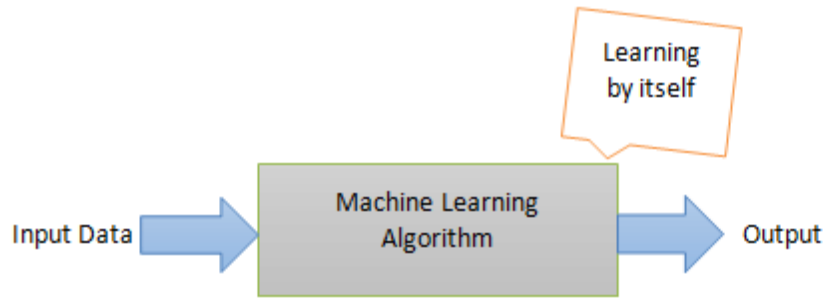 Learning
by itself
Machine Learning
Algorithm
Input Data
Output